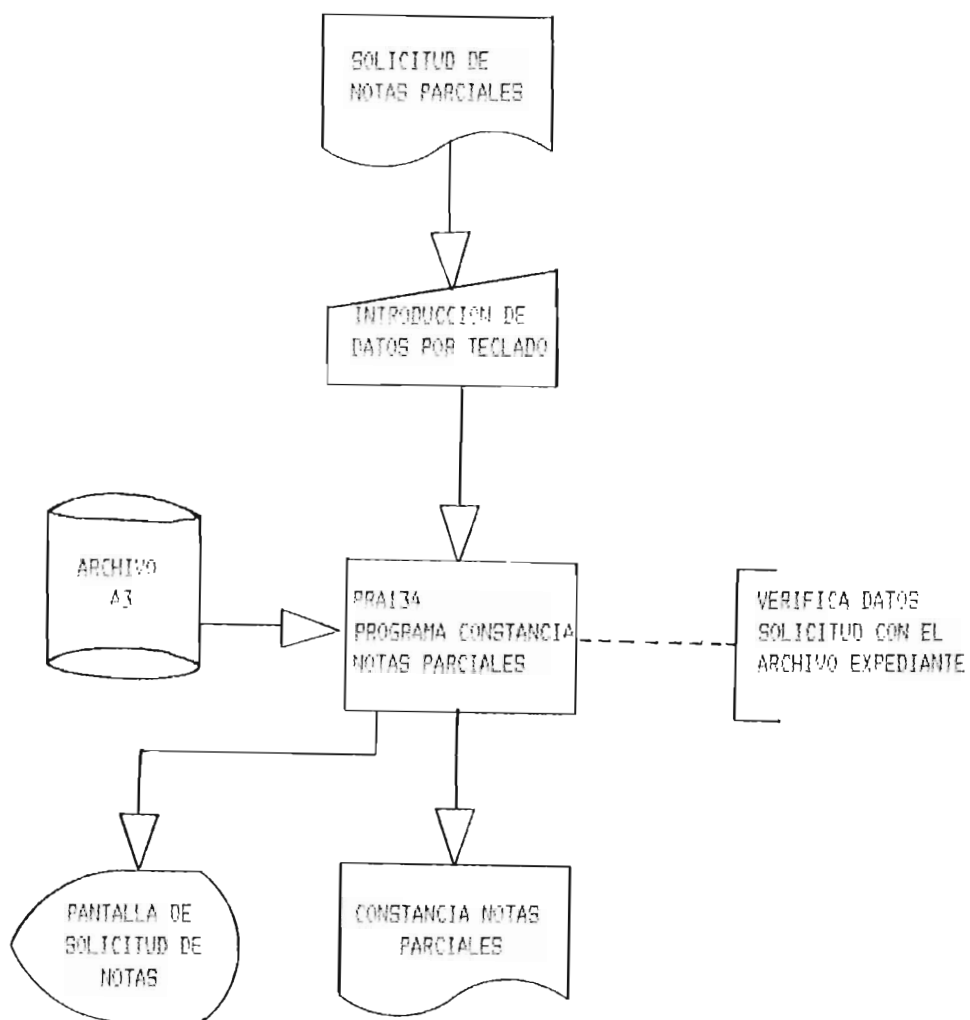 SOLICITUD DE
NOTAS PARCIALES
INTRODUCCION DE
DATOS POR TECLADO
ARCHIVO
A3
PRA134
PROGRAMA CONSTANCIA
NOTAS PARCIALES
VERIFICA DATOS
SOLICITUD CON EL
ARCHIVO EXPEDIANTE
PANTALLA DE
SOLICITUD DE
NOTAS
CONSTANCIA NOTAS
PARCIALES